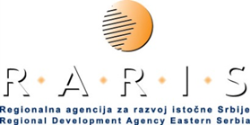 R·A·R·I·S
Regionalna agencija za razvoj istočne Srbije
Regional Development Agency Eastern Serbia